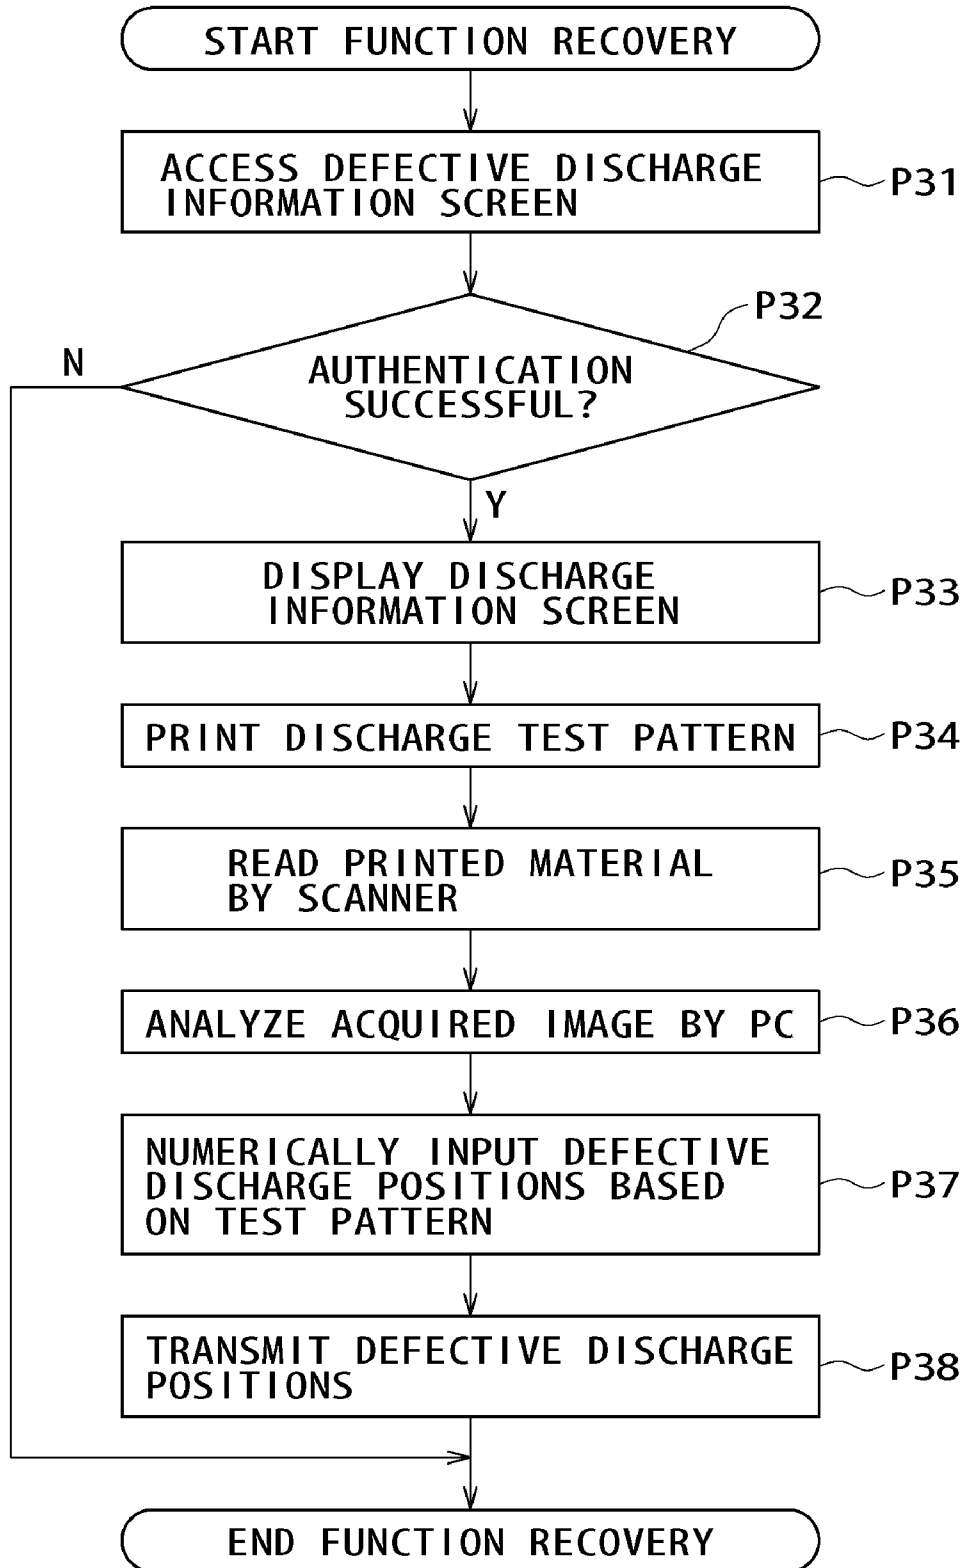 START FUNCTION RECOVERY
ACCESS DEFECTIVE DISCHARGE
INFORMATION SCREEN
P31
P32
N
AUTHENTICATION
SUCCESSFUL?
Y
DISPLAY DISCHARGE
INFORMATION SCREEN
P33
PRINT DISCHARGE TEST PATTERN
P34
READ PRINTED MATERIAL
BY SCANNER
P35
ANALYZE ACQUIRED IMAGE BY PC
P36
NUMERICALLY INPUT DEFECTIVE
DISCHARGE POSITIONS BASED
ON TEST PATTERN
P37
TRANSMIT DEFECTIVE DISCHARGE
POSITIONS
P38
END FUNCTION RECOVERY